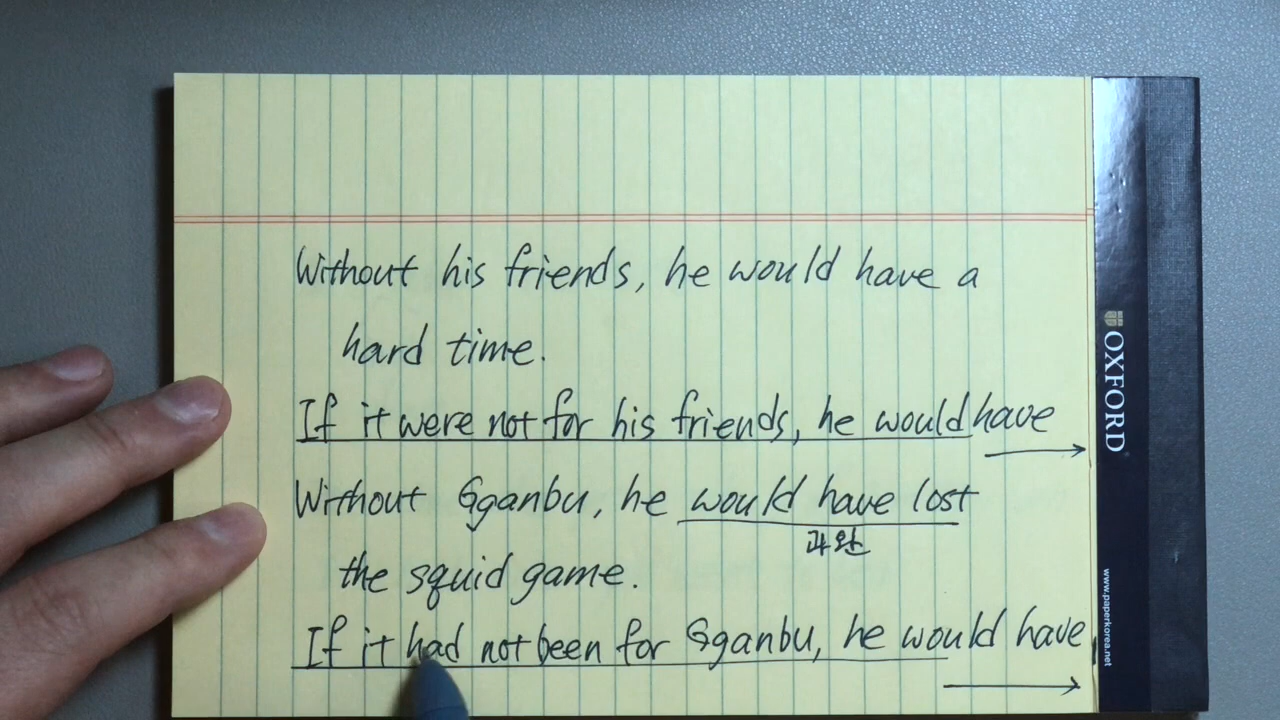 Without his friends, he would have a
hard time.
If it were not for his friends, he would have
Without Gganbu, he would have lost
과완
the squid game.
If it had not been for Gganbu, he would have
OXFORD
www.paperkorea.net